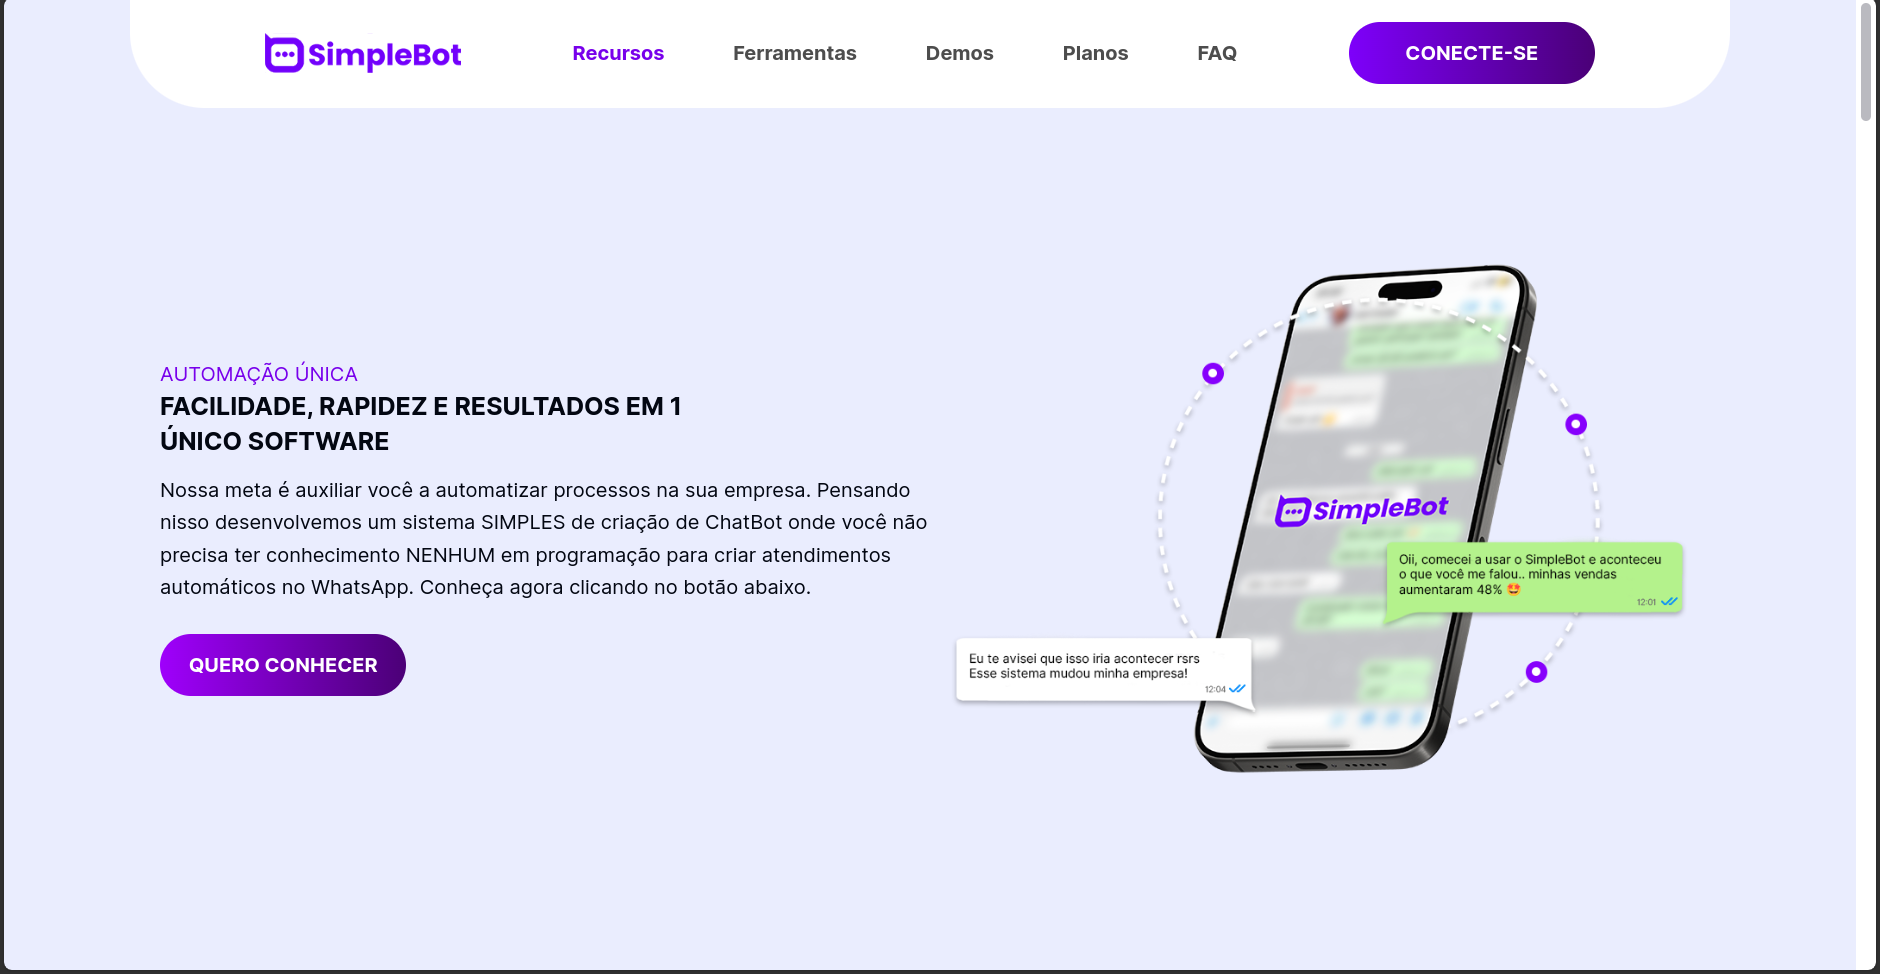 SimpleBot
Recursos
Ferramentas
Demos
Planos
FAQ
CONECTE-SE
AUTOMAÇÃO ÚNICA
FACILIDADE, RAPIDEZ E RESULTADOS EM 1
ÚNICO SOFTWARE
Nossa meta é auxiliar você a automatizar processos na sua empresa. Pensando
nisso desenvolvemos um sistema SIMPLES de criação de ChatBot onde você não
precisa ter conhecimento NENHUM em programação para criar atendimentos
automáticos no WhatsApp. Conheça agora clicando no botão abaixo.
QUERO CONHECER
SimpleBot
Oii, comecei a usar o SimpleBot e aconteceu
o que você me falou.. minhas vendas
aumentaram 48% 🤩
12:01
Eu te avisei que isso iria acontecer rsrs
Esse sistema mudou minha empresa!
12:04